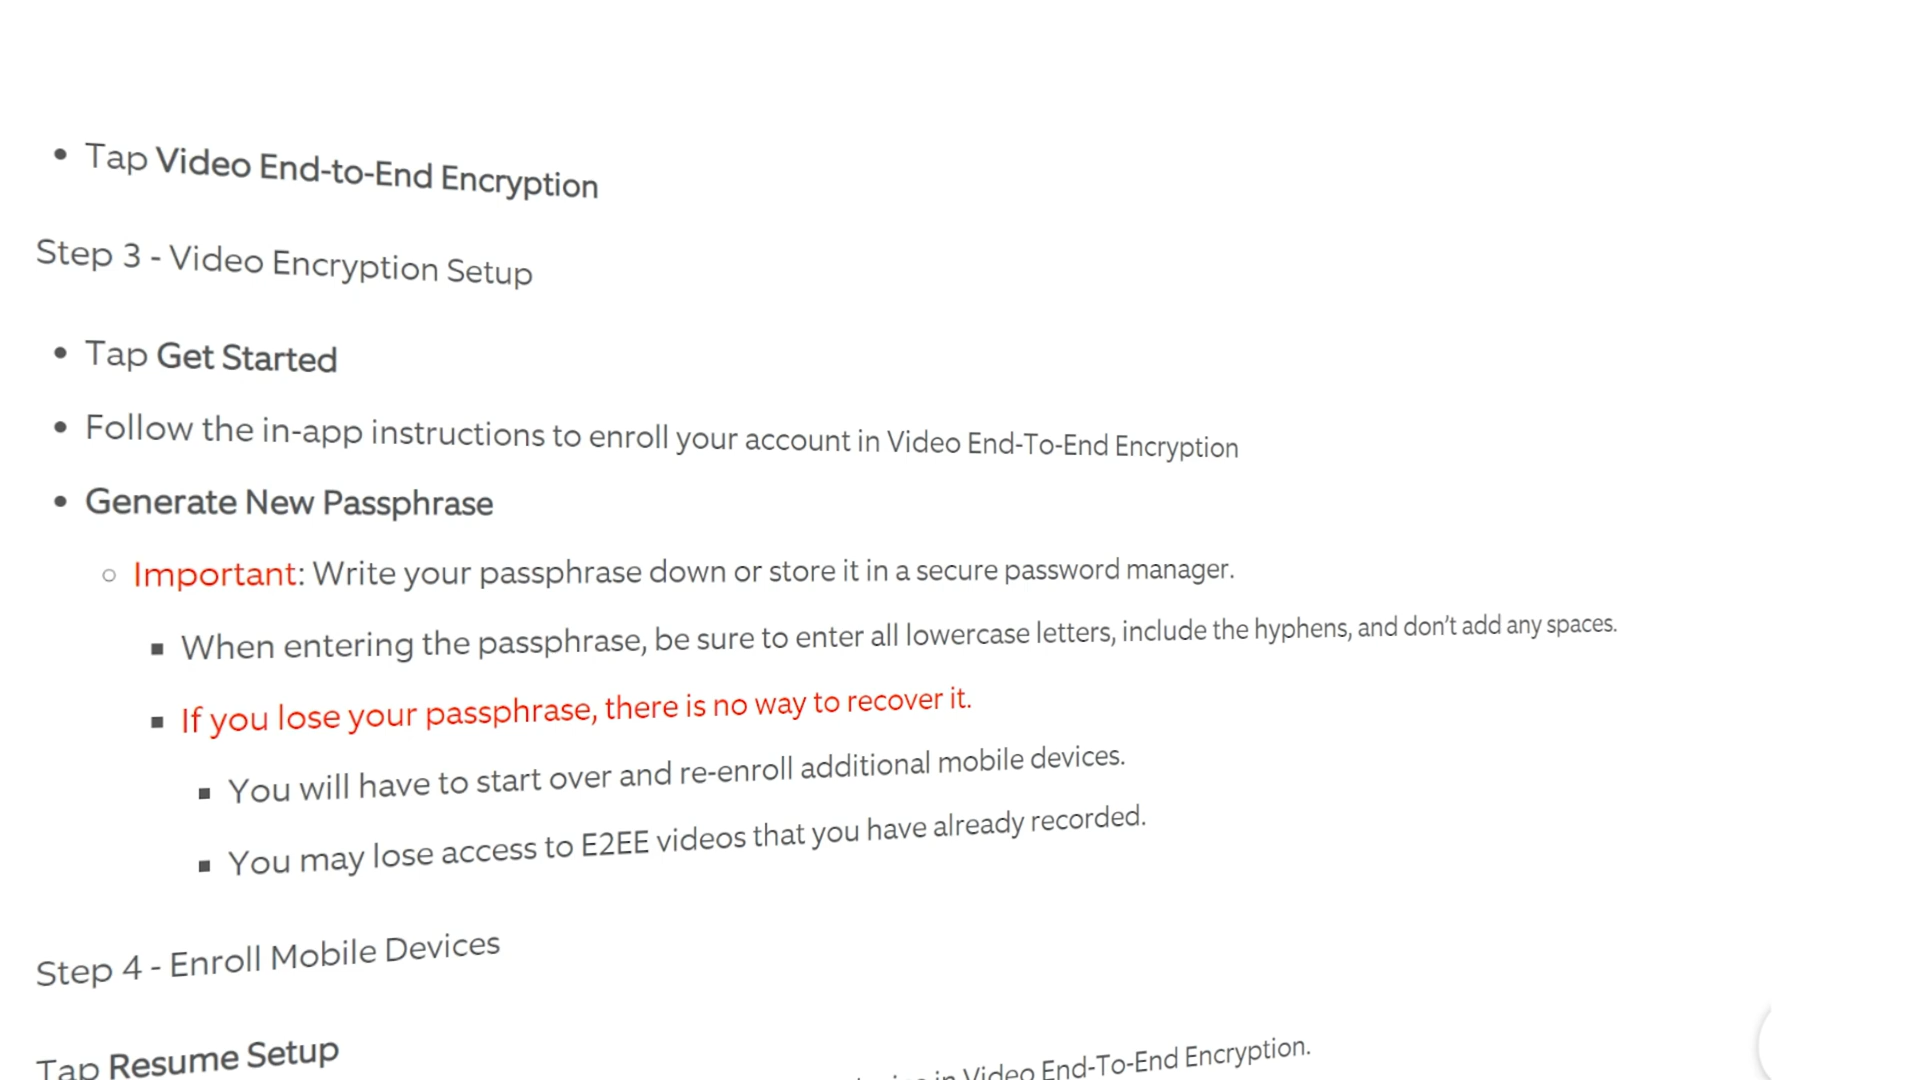 Tap Video End-to-End Encryption
Step 3 - Video Encryption Setup
Tap Get Started
Follow the in-app instructions to enroll your account in Video End-To-End Encryption
Generate New Passphrase
Important: Write your passphrase down or store it in a secure password manager.
When entering the passphrase, be sure to enter all lowercase letters, include the hyphens, and don't add any spaces.
If you lose your passphrase, there is no way to recover it.
You will have to start over and re-enroll additional mobile devices.
You may lose access to E2EE videos that you have already recorded.
Step 4 - Enroll Mobile Devices
Tap Resume Setup
in Video End-To-End Encryption.